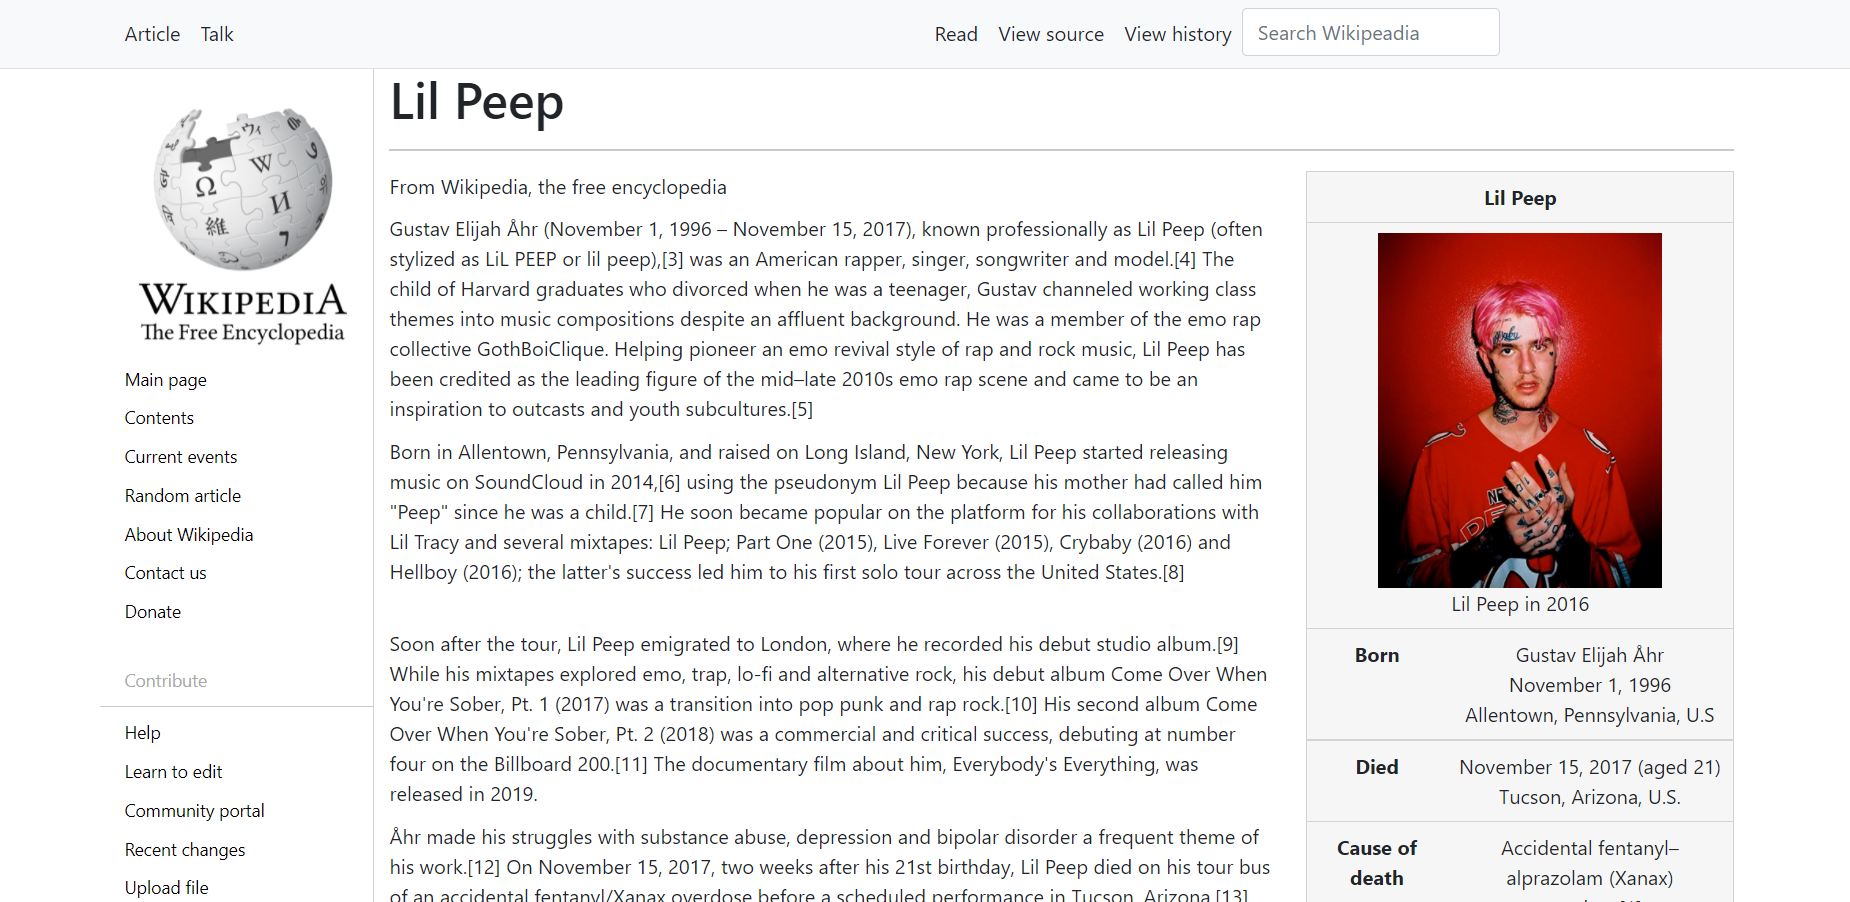 Article Talk
Read View source View history Search Wikipeadia
WIKIPEDIA
The Free Encyclopedia
Main page
Contents
Current events
Random article
About Wikipedia
Contact us
Donate
Contribute
Help
Learn to edit
Community portal
Recent changes
Upload file
Lil Peep
From Wikipedia, the free encyclopedia
Gustav Elijah Åhr (November 1, 1996 – November 15, 2017), known professionally as Lil Peep (often
stylized as LiL PEEP or lil peep),[3] was an American rapper, singer, songwriter and model.[4] The
child of Harvard graduates who divorced when he was a teenager, Gustav channeled working class
themes into music compositions despite an affluent background. He was a member of the emo rap
collective GothBoiClique. Helping pioneer an emo revival style of rap and rock music, Lil Peep has
been credited as the leading figure of the mid–late 2010s emo rap scene and came to be an
inspiration to outcasts and youth subcultures.[5]
Born in Allentown, Pennsylvania, and raised on Long Island, New York, Lil Peep started releasing
music on SoundCloud in 2014,[6] using the pseudonym Lil Peep because his mother had called him
"Peep" since he was a child.[7] He soon became popular on the platform for his collaborations with
Lil Tracy and several mixtapes: Lil Peep; Part One (2015), Live Forever (2015), Crybaby (2016) and
Hellboy (2016); the latter's success led him to his first solo tour across the United States.[8]
Soon after the tour, Lil Peep emigrated to London, where he recorded his debut studio album.[9]
While his mixtapes explored emo, trap, lo-fi and alternative rock, his debut album Come Over When
You're Sober, Pt. 1 (2017) was a transition into pop punk and rap rock.[10] His second album Come
Over When You're Sober, Pt. 2 (2018) was a commercial and critical success, debuting at number
four on the Billboard 200.[11] The documentary film about him, Everybody's Everything, was
released in 2019.
Åhr made his struggles with substance abuse, depression and bipolar disorder a frequent theme of
his work.[12] On November 15, 2017, two weeks after his 21st birthday, Lil Peep died on his tour bus
of an accidental fentanyl/Xanax overdose before a scheduled performance in Tucson, Arizona.[13]
Lil Peep
Lil Peep in 2016
Born
Gustav Elijah Åhr
November 1, 1996
Allentown, Pennsylvania, U.S
Died
November 15, 2017 (aged 21)
Tucson, Arizona, U.S.
Cause of
death
Accidental fentanyl–
alprazolam (Xanax)